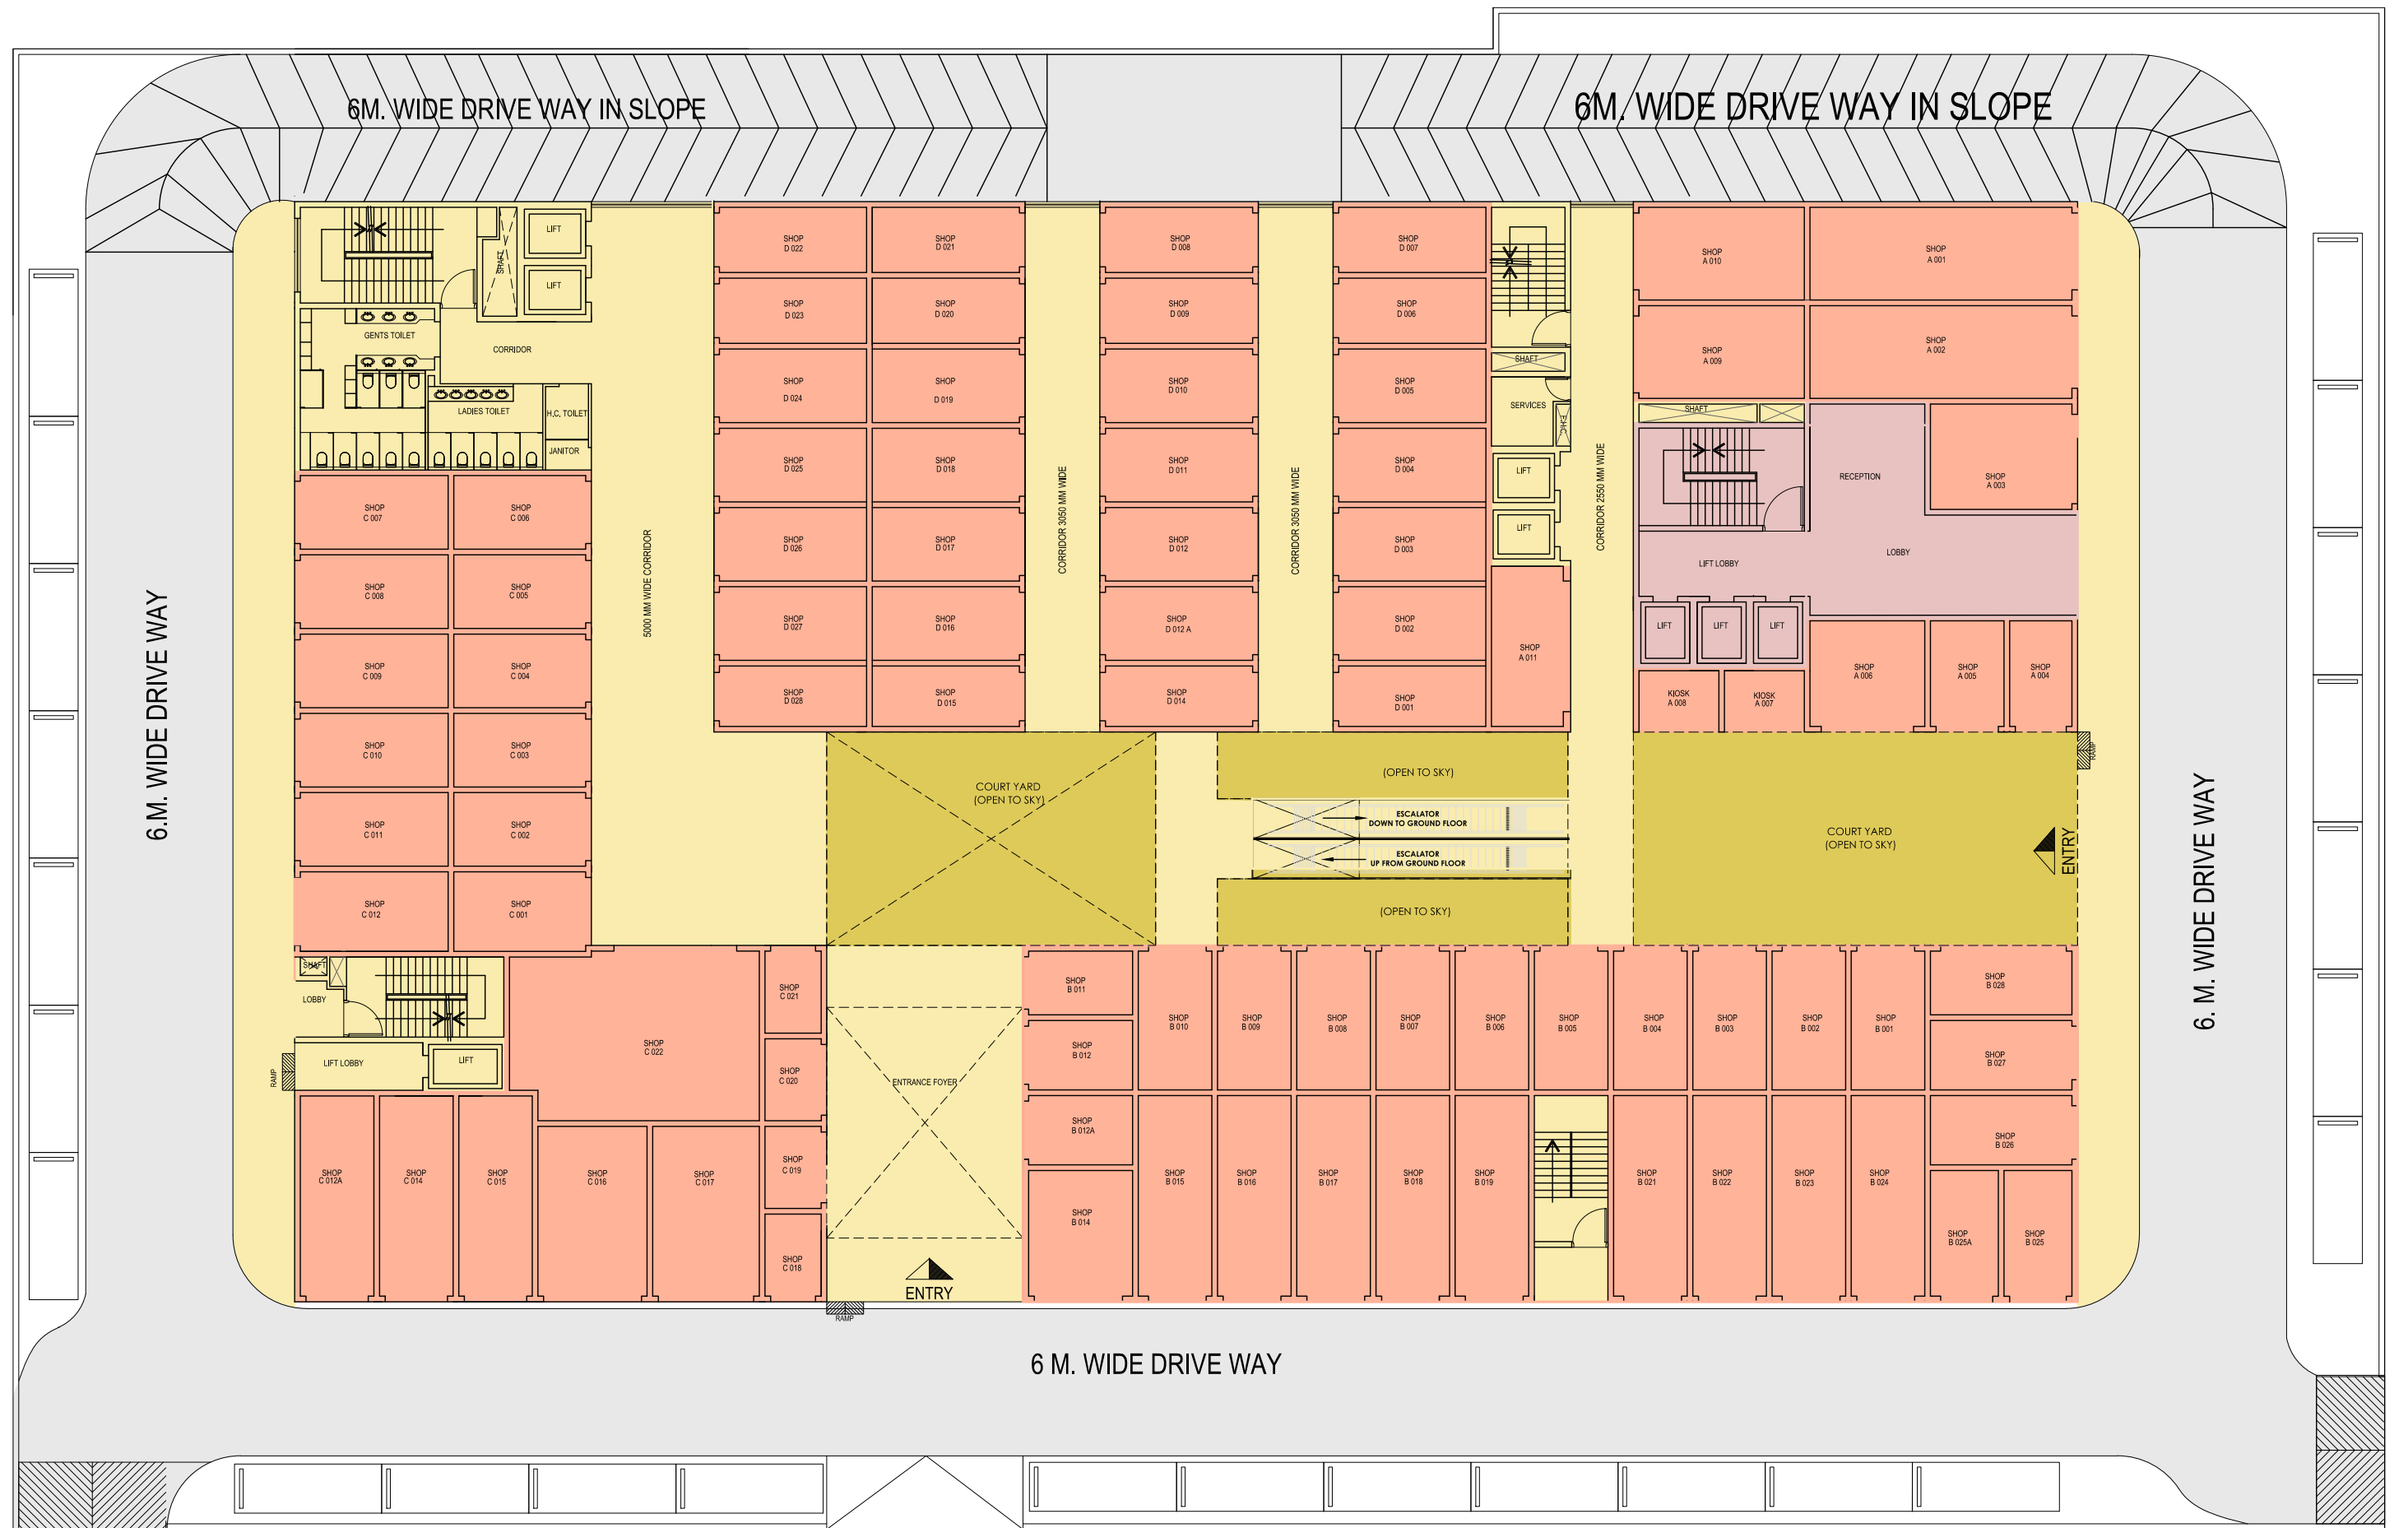 6M. WIDE DRIVE WAY IN SLOPE
6M. WIDE DRIVE WAY IN SLOPE
6.M. WIDE DRIVE WAY
6. M. WIDE DRIVE WAY
6 M. WIDE DRIVE WAY
SHAFT
LIFT
LIFT
GENTS TOILET
CORRIDOR
LADIES TOILET
H,C, TOILET
JANITOR
SHOP
C 007
SHOP
C 006
SHOP
C 008
SHOP
C 005
SHOP
C 009
SHOP
C 004
SHOP
C 010
SHOP
C 003
SHOP
C 011
SHOP
C 002
SHOP
C 012
SHOP
C 001
5000 MM WIDE CORRIDOR
SHOP
D 022
SHOP
D 021
SHOP
D 023
SHOP
D 020
SHOP
D 024
SHOP
D 019
SHOP
D 025
SHOP
D 018
SHOP
D 026
SHOP
D 017
SHOP
D 027
SHOP
D 016
SHOP
D 028
SHOP
D 015
CORRIDOR 3050 MM WIDE
SHOP
D 008
SHOP
D 009
SHOP
D 010
SHOP
D 011
SHOP
D 012
SHOP
D 012 A
SHOP
D 014
CORRIDOR 3050 MM WIDE
SHOP
D 007
SHOP
D 006
SHOP
D 005
SHOP
D 004
SHOP
D 003
SHOP
D 002
SHOP
D 001
SHAFT
SERVICES
F.H.C.
LIFT
LIFT
SHOP
A 011
CORRIDOR 2550 MM WIDE
SHOP
A 010
SHOP
A 001
SHOP
A 009
SHOP
A 002
SHAFT
RECEPTION
SHOP
A 003
LOBBY
LIFT LOBBY
LIFT
LIFT
LIFT
KIOSK
A 008
KIOSK
A 007
SHOP
A 006
SHOP
A 005
SHOP
A 004
RAMP
COURT YARD
(OPEN TO SKY)
(OPEN TO SKY)
ESCALATOR
DOWN TO GROUND FLOOR
ESCALATOR
UP FROM GROUND FLOOR
(OPEN TO SKY)
COURT YARD
(OPEN TO SKY)
ENTRY
SHAFT
LOBBY
LIFT LOBBY
LIFT
RAMP
SHOP
C 022
SHOP
C 021
SHOP
C 020
SHOP
C 019
SHOP
C 018
SHOP
C 012A
SHOP
C 014
SHOP
C 015
SHOP
C 016
SHOP
C 017
ENTRANCE FOYER
ENTRY
RAMP
SHOP
B 011
SHOP
B 012
SHOP
B 012A
SHOP
B 014
SHOP
B 010
SHOP
B 009
SHOP
B 008
SHOP
B 007
SHOP
B 006
SHOP
B 005
SHOP
B 004
SHOP
B 003
SHOP
B 002
SHOP
B 001
SHOP
B 028
SHOP
B 027
SHOP
B 015
SHOP
B 016
SHOP
B 017
SHOP
B 018
SHOP
B 019
SHOP
B 021
SHOP
B 022
SHOP
B 023
SHOP
B 024
SHOP
B 026
SHOP
B 025A
SHOP
B 025